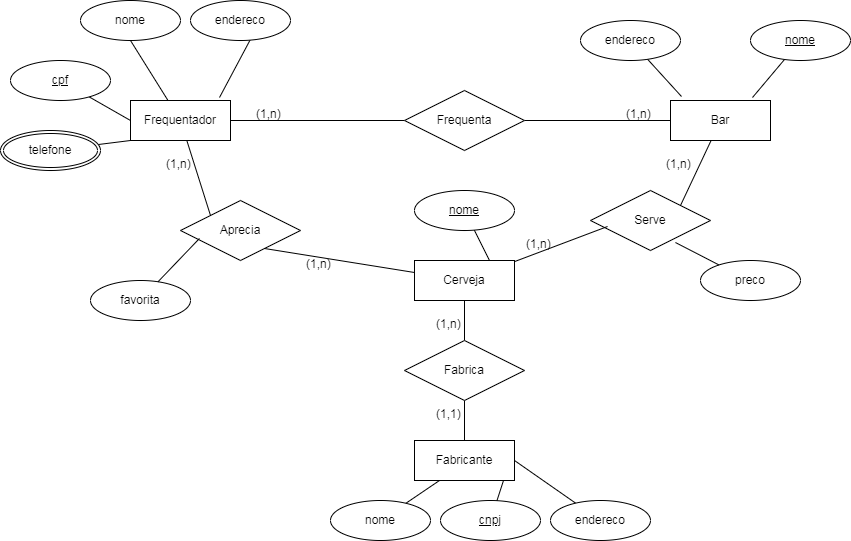 nome
endereco
endereco
nome
cpf
Frequentador
(1,n)
Frequenta
(1,n)
Bar
telefone
(1,n)
(1,n)
nome
Serve
Aprecia
(1,n)
(1,n)
Cerveja
preco
favorita
(1,n)
Fabrica
(1,1)
Fabricante
nome
cnpj
endereco